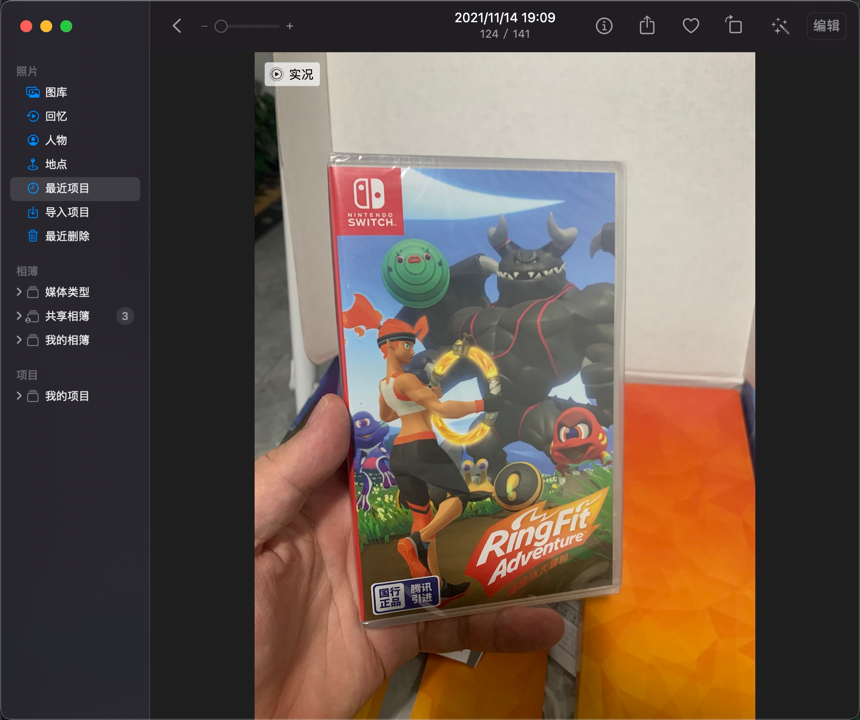 2021/11/14 19:09
124 / 141
编辑
照片
图库
回忆
人物
地点
最近项目
导入项目
最近删除
相簿
媒体类型
共享相簿
3
我的相簿
项目
我的项目
实况
NINTENDO
SWITCH
RingFit
Adventure
国行
正品
腾讯
引进